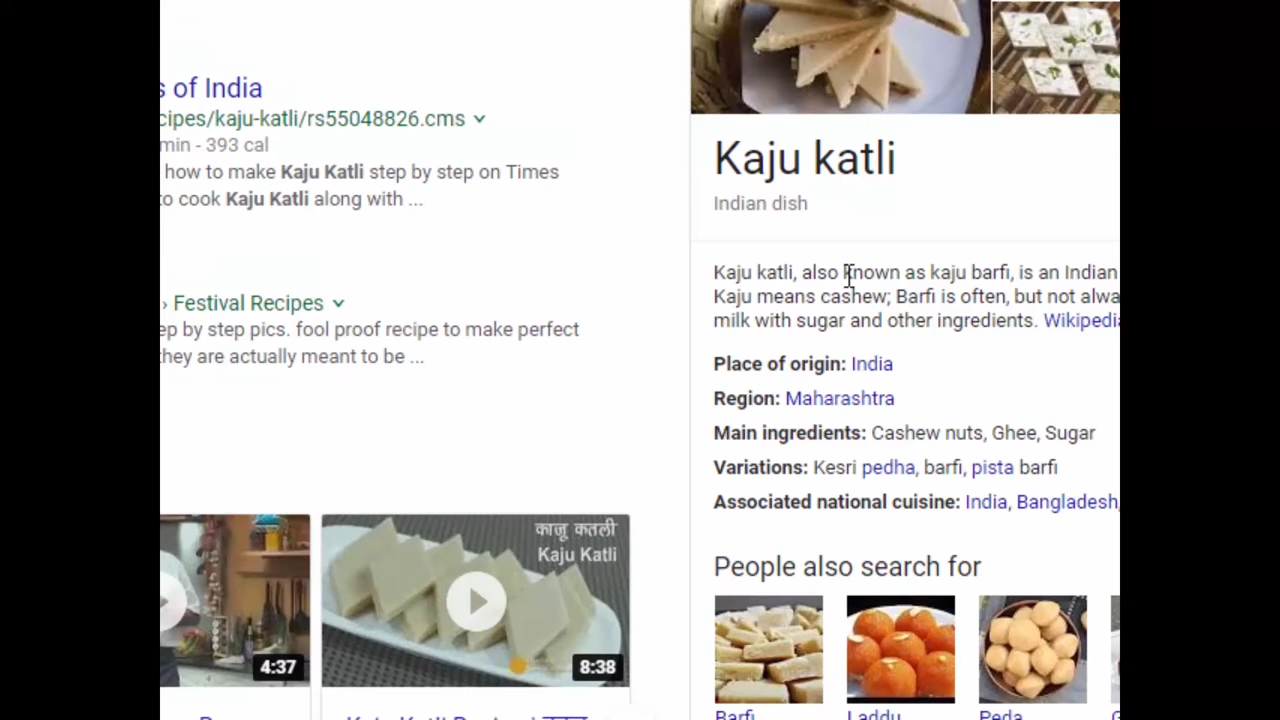 s of India
cipes/kaju-katli/rs55048826.cms
min - 393 cal
how to make Kaju Katli step by step on Times
to cook Kaju Katli along with ...
› Festival Recipes
ep by step pics. fool proof recipe to make perfect
they are actually meant to be ...
काजू कतली
Kaju Katli
4:37
8:38
Kaju katli
Indian dish
Kaju katli, also known as kaju barfi, is an Indian
Kaju means cashew; Barfi is often, but not alwa
milk with sugar and other ingredients. Wikipedia
Place of origin: India
Region: Maharashtra
Main ingredients: Cashew nuts, Ghee, Sugar
Variations: Kesri pedha, barfi, pista barfi
Associated national cuisine: India, Bangladesh,
People also search for
Barfi
Laddu
Peda